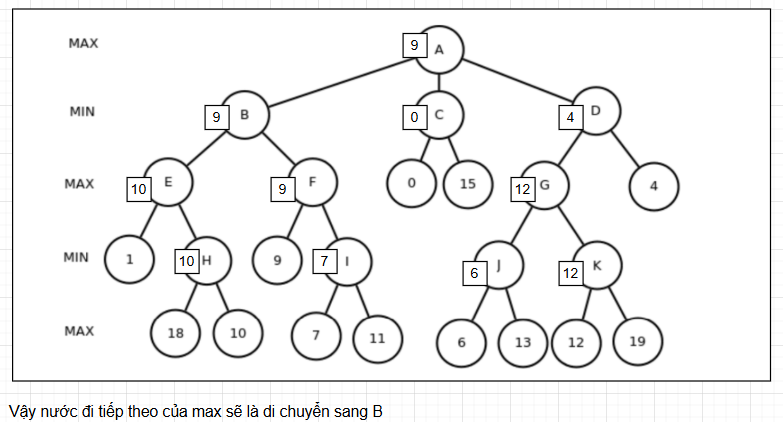 MAX 9 A
MIN 9 B 0 C 4 D
MAX 10 E 9 F 0 15 12 G 4
MIN 1 10 H 9 7 I 6 J 12 K
MAX 18 10 7 11 6 13 12 19
Vậy nước đi tiếp theo của max sẽ là di chuyển sang B